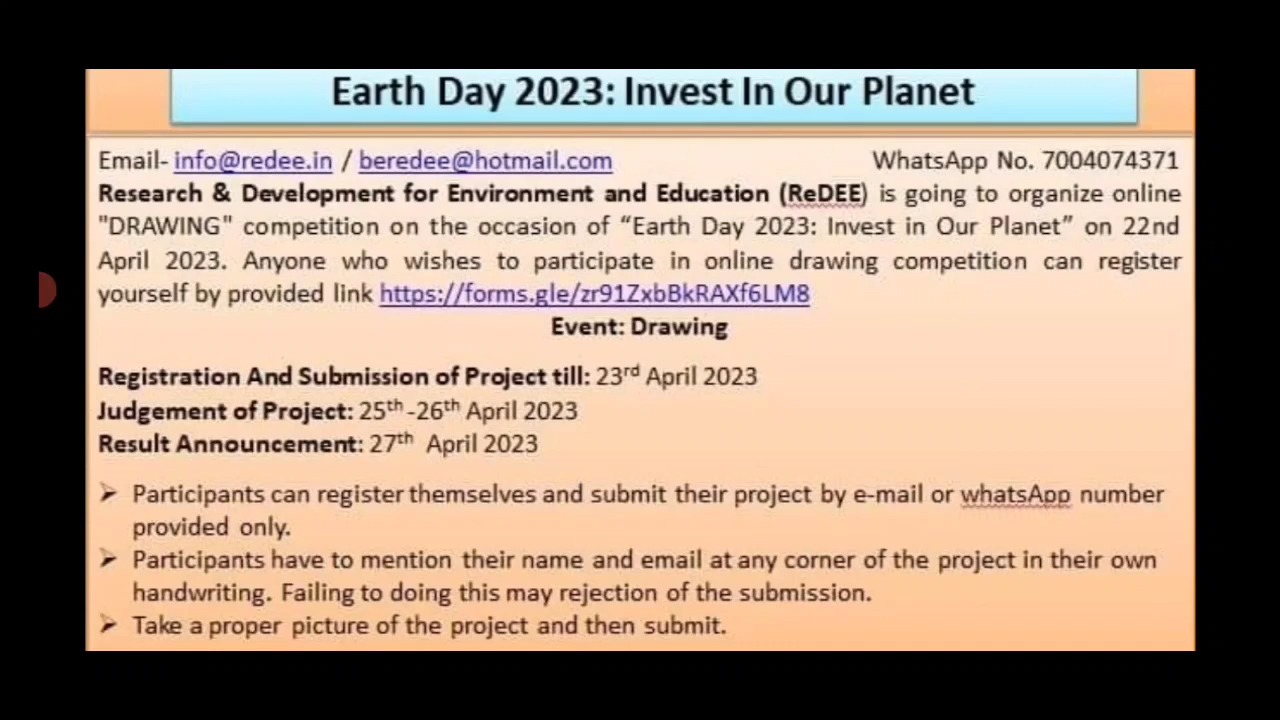 Earth Day 2023: Invest In Our Planet
Email- info@redee.in / beredee@hotmail.com WhatsApp No. 7004074371
Research & Development for Environment and Education (ReDEE) is going to organize online
"DRAWING" competition on the occasion of “Earth Day 2023: Invest in Our Planet” on 22nd
April 2023. Anyone who wishes to participate in online drawing competition can register
yourself by provided link https://forms.gle/zr91ZxbBkRAXf6LM8
Event: Drawing
Registration And Submission of Project till: 23rd April 2023
Judgement of Project: 25th-26th April 2023
Result Announcement: 27th April 2023
➢ Participants can register themselves and submit their project by e-mail or whatsApp number
provided only.
➢ Participants have to mention their name and email at any corner of the project in their own
handwriting. Failing to doing this may rejection of the submission.
➢ Take a proper picture of the project and then submit.